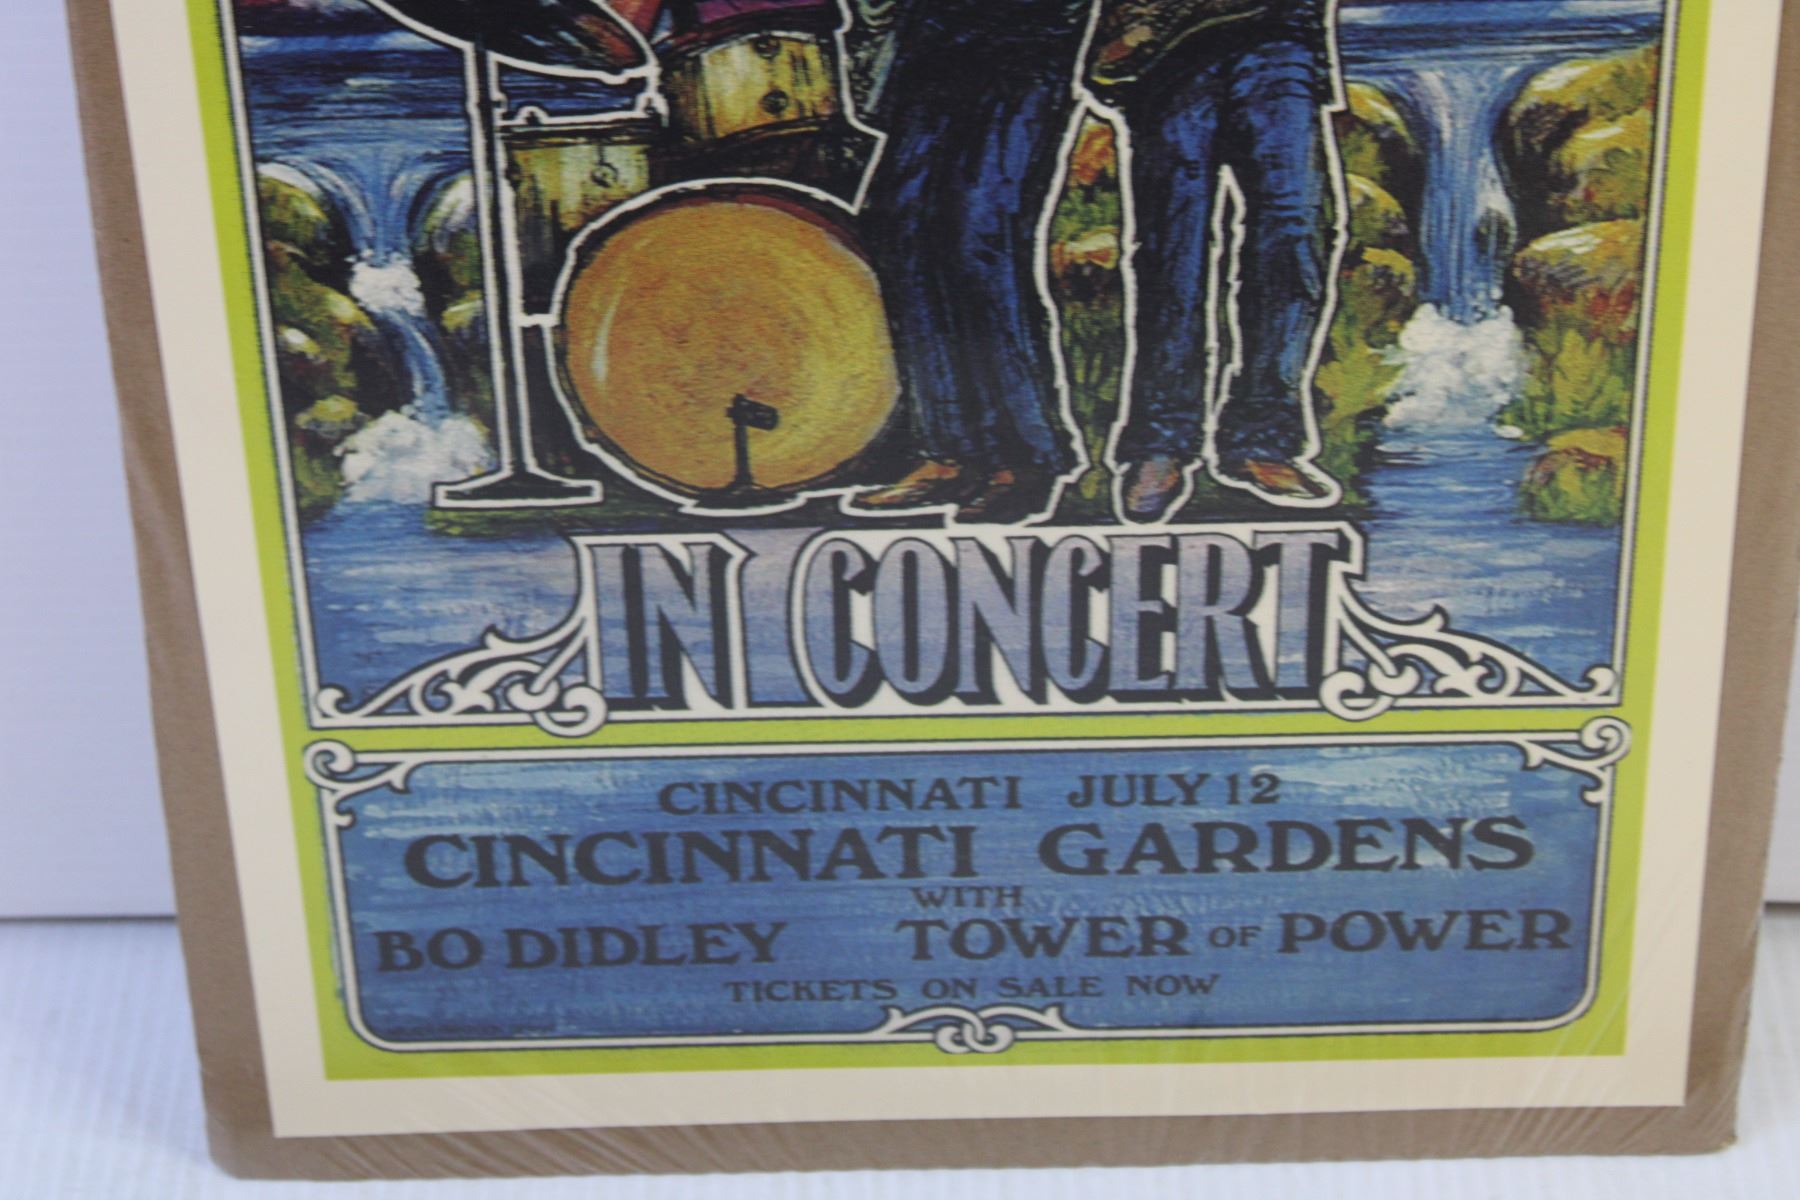 IN CONCERT
CINCINNATI JULY 12
CINCINNATI GARDENS
WITH
BO DIDLEY TOWER OF POWER
TICKETS ON SALE NOW